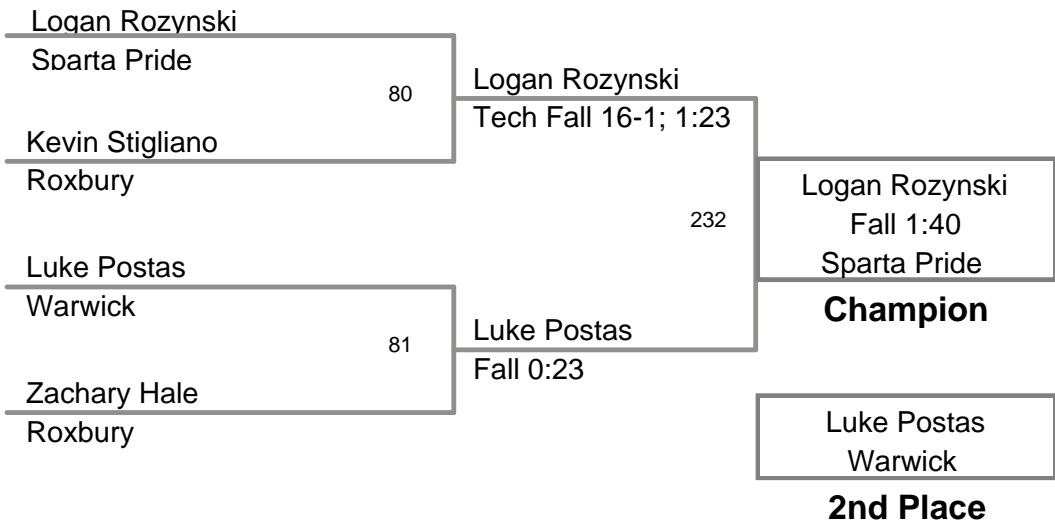 Logan Rozynski
Sparta Pride
80
Logan Rozynski
Tech Fall 16-1; 1:23
Kevin Stigliano
Roxbury
Logan Rozynski
232
Fall 1:40
Sparta Pride
Luke Postas
Warwick
Champion
81
Luke Postas
Fall 0:23
Zachary Hale
Roxbury
Luke Postas
Warwick
2nd Place